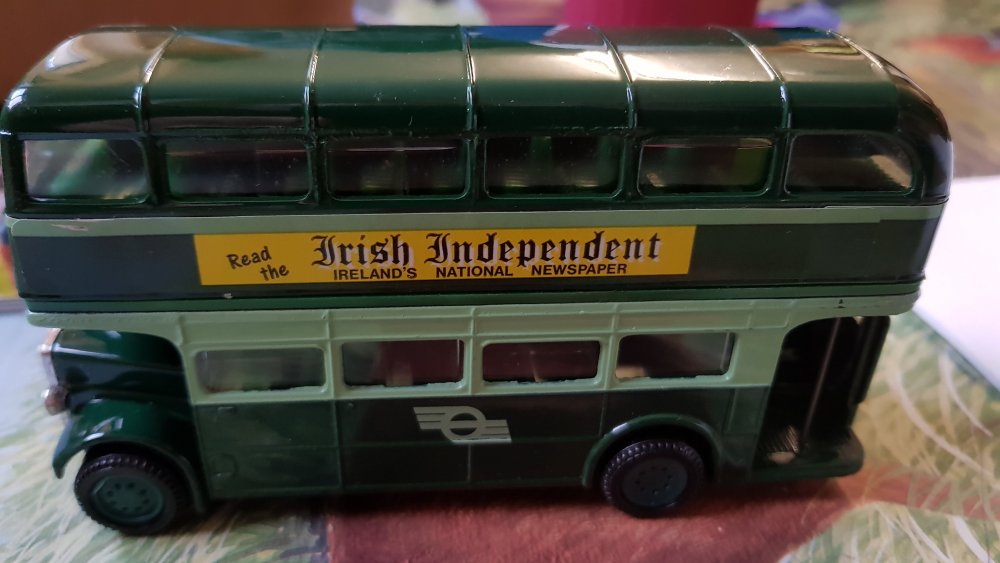 Read
the
Irish Independent
IRELAND'S NATIONAL NEWSPAPER